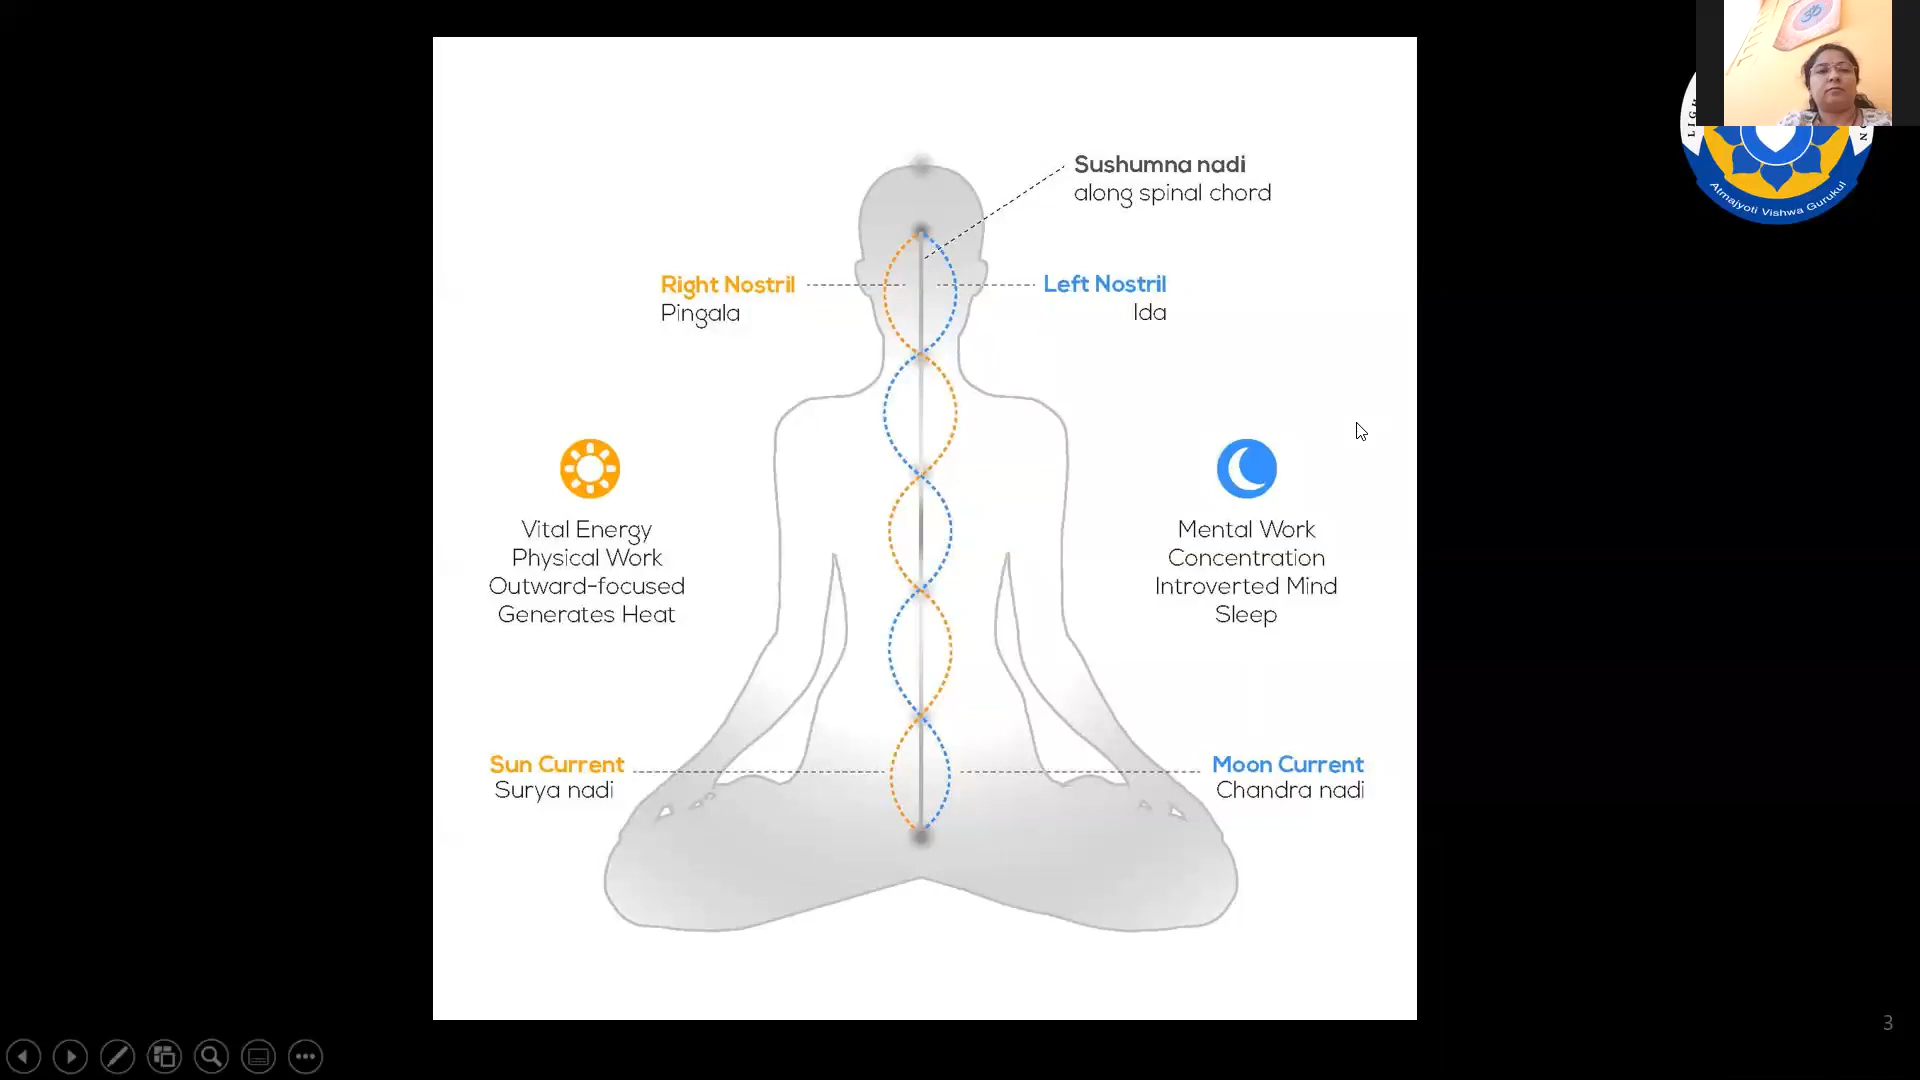 Sushumna nadi
along spinal chord
Right Nostril
Pingala
Left Nostril
Ida
Vital Energy
Physical Work
Outward-focused
Generates Heat
Mental Work
Concentration
Introverted Mind
Sleep
Sun Current
Surya nadi
Moon Current
Chandra nadi
ॐ
Atmajyoti Vishwa Gurukul
3